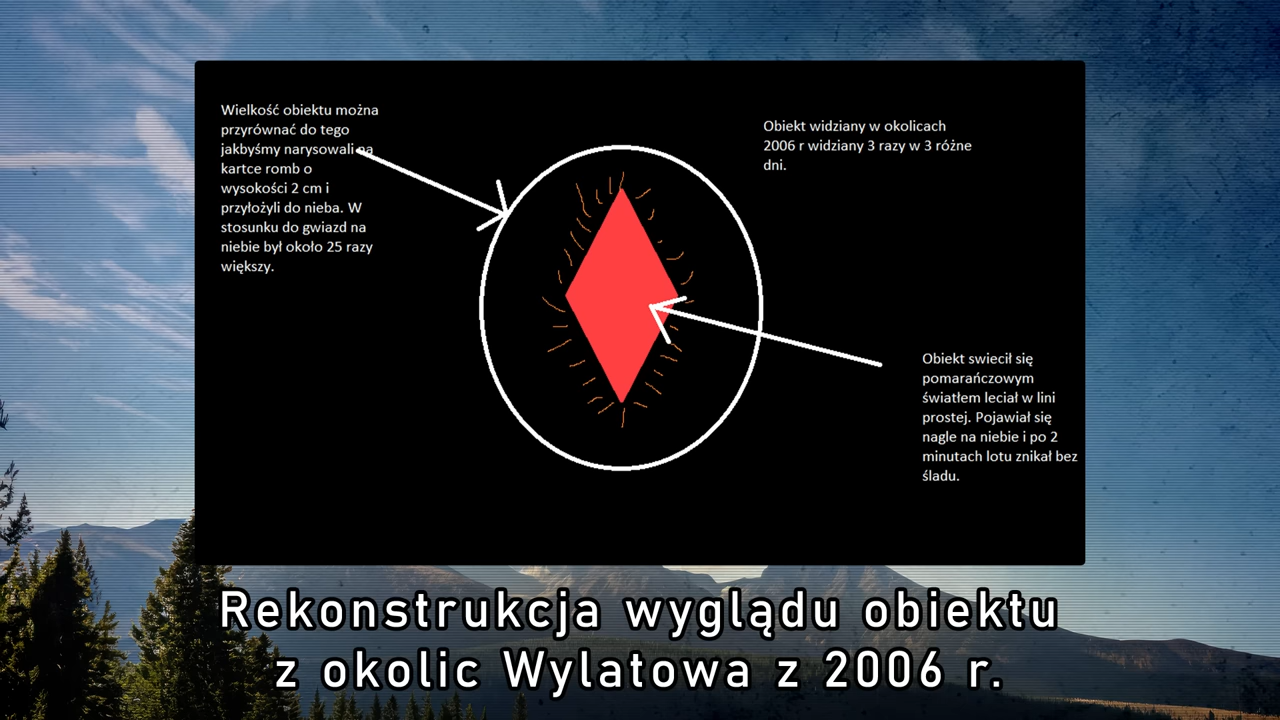 Wielkość obiektu można
przyrównać do tego
jakbyśmy narysowali na
kartce romb o
wysokości 2 cm i
przyłożyli do nieba. W
stosunku do gwiazd na
niebie był około 25 razy
większy.
Obiekt widziany w okolicach
2006 r widziany 3 razy w 3 różne
dni.
Obiekt swiecił się
pomarańczowym
światłem leciał w lini
prostej. Pojawiał się
nagle na niebie i po 2
minutach lotu znikał bez
śladu.
Rekonstrukcja wyglądu obiektu
z okolic Wylatowa z 2006 r.